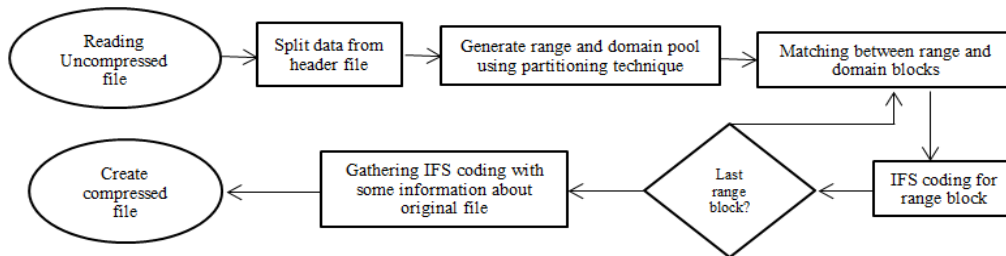 Reading
Uncompressed
file
Split data from
header file
Generate range and domain pool
using partitioning technique
Matching between range and
domain blocks
IFS coding for
range block
Last
range
block?
Gathering IFS coding with
some information about
original file
Create
compressed
file